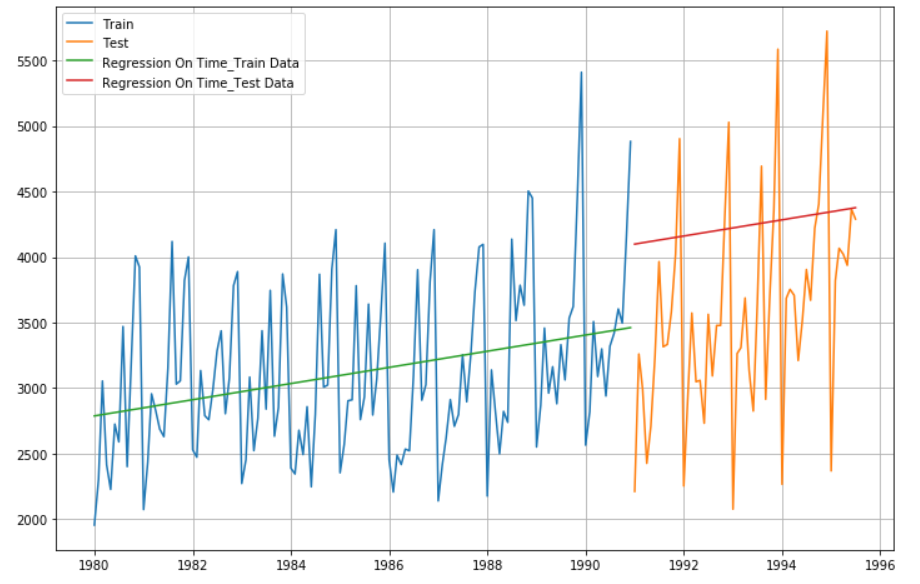 Train
Test
Regression On Time_Train Data
Regression On Time_Test Data
5500
5000
4500
4000
3500
3000
2500
2000
1980 1982 1984 1986 1988 1990 1992 1994 1996